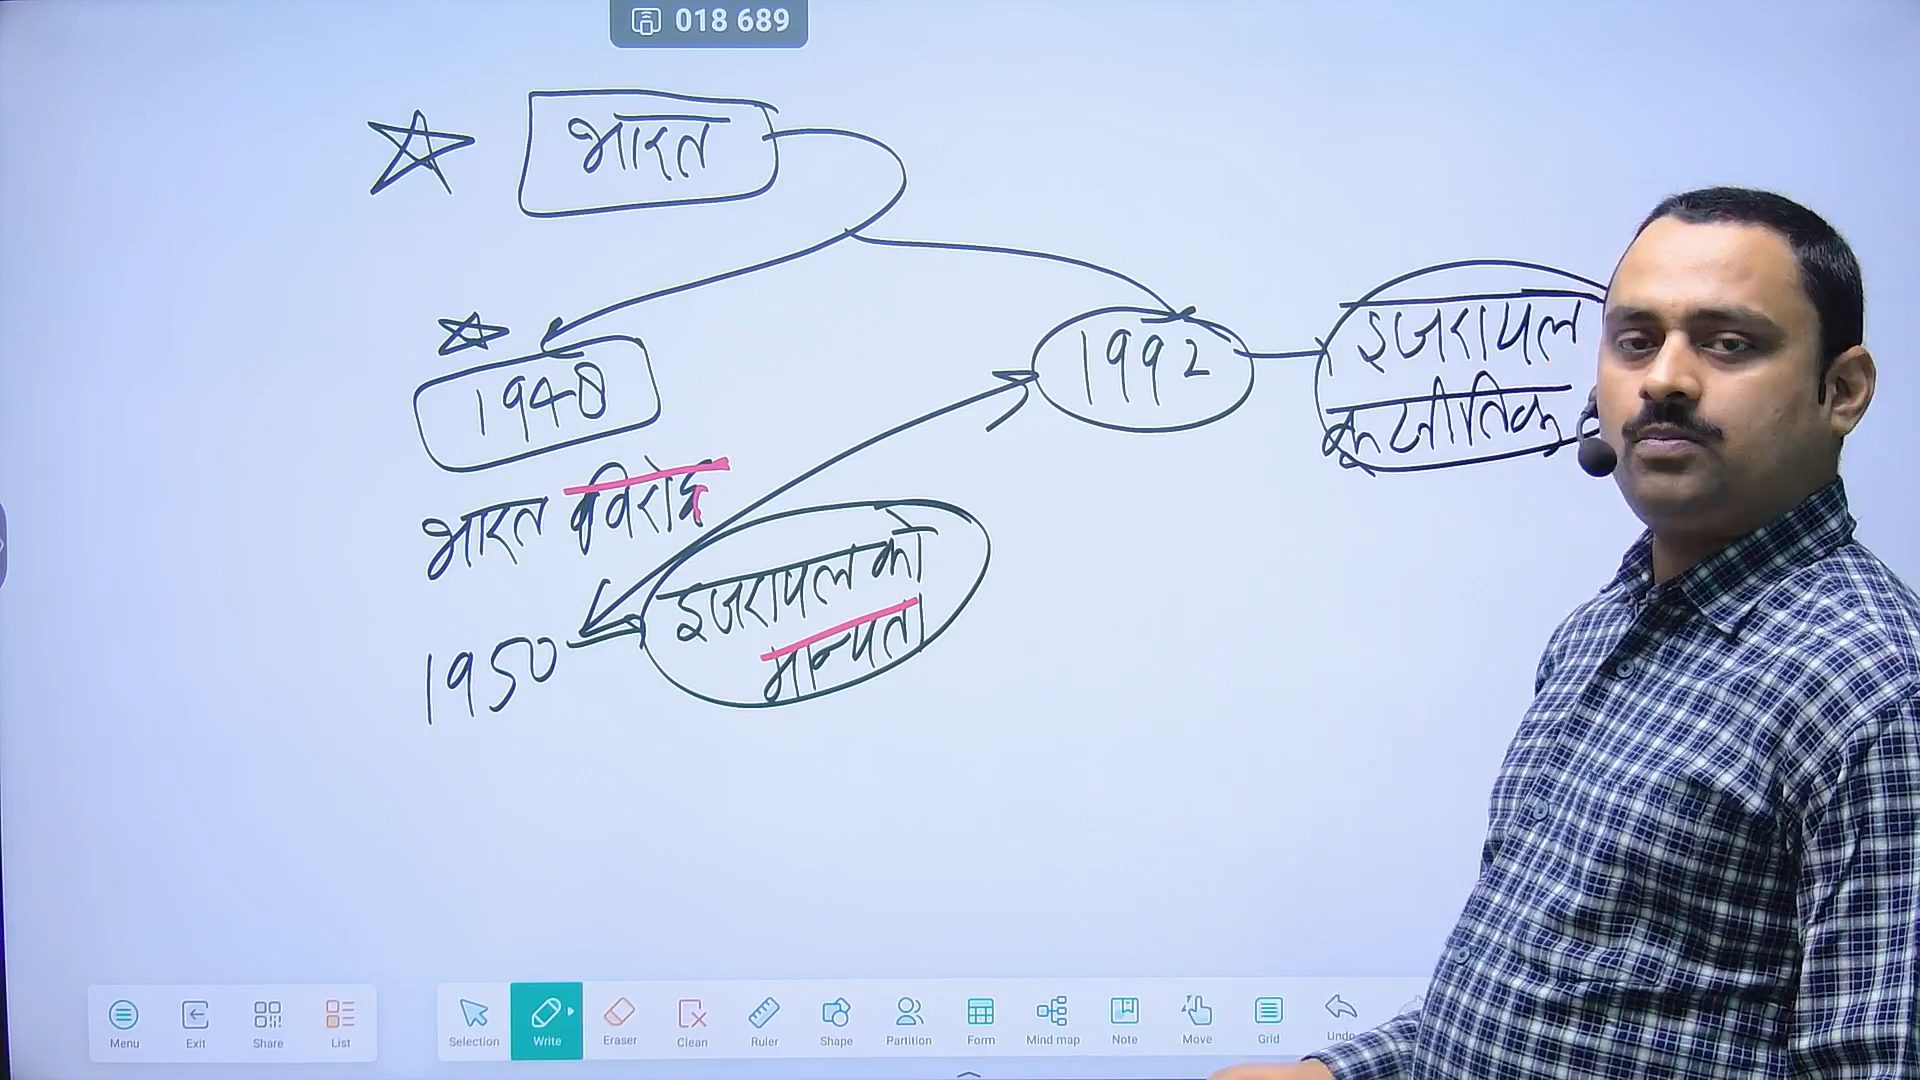 018 689
भारत
1948
1992
इजरायल
कूटनीतिक
भारत विरोध
इजरायल को
मान्यता
1950
Menu Exit Share List Selection Write Eraser Clean Ruler Shape Partition Form Mind map Note Move Grid Undo